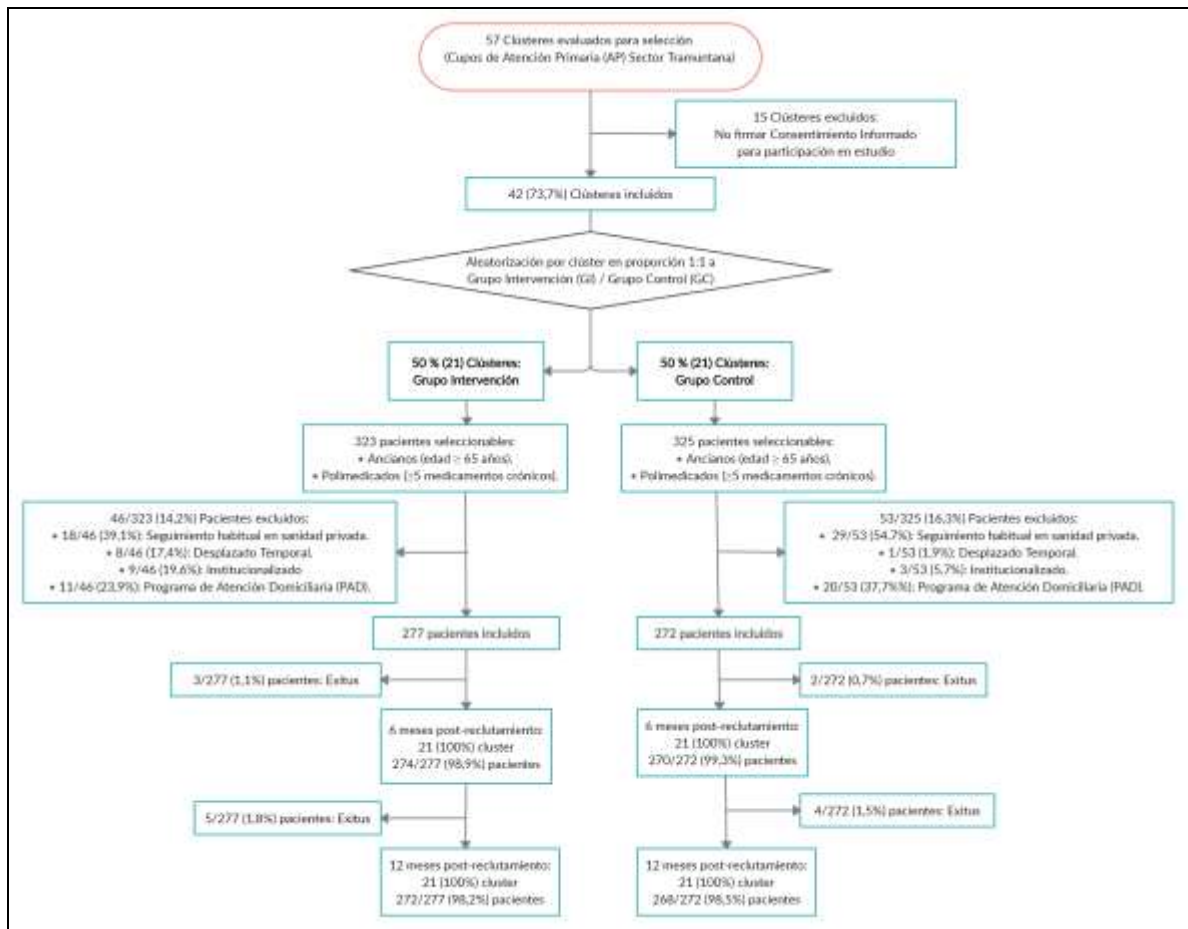 57 Clústeres evaluados para selección
(Cupos de Atención Primaria (AP) Sector Tramuntana)
15 Clústeres excluidos:
No firmar Consentimiento Informado
para participación en estudio
42 (73,7%) Clústeres incluidos
Aleatorización por clúster en proporción 1:1 a
Grupo Intervención (GI) / Grupo Control (GC)
50 % (21) Clústeres:
Grupo Intervención
50 % (21) Clústeres:
Grupo Control
323 pacientes seleccionables:
• Ancianos (edad ≥ 65 años).
• Polimedicados (≥5 medicamentos crónicos).
325 pacientes seleccionables:
• Ancianos (edad ≥ 65 años).
• Polimedicados (≥5 medicamentos crónicos).
46/323 (14,2%) Pacientes excluidos:
• 18/46 (39,1%): Seguimiento habitual en sanidad privada.
• 8/46 (17,4%): Desplazado Temporal.
• 9/46 (19,6%): Institucionalizado
• 11/46 (23,9%): Programa de Atención Domiciliaria (PAD).
53/325 (16,3%) Pacientes excluidos:
• 29/53 (54,7%): Seguimiento habitual en sanidad privada.
• 1/53 (1,9%): Desplazado Temporal.
• 3/53 (5,7%): Institucionalizado.
• 20/53 (37,7%%): Programa de Atención Domiciliaria (PAD).
277 pacientes incluidos
272 pacientes incluidos
3/277 (1,1%) pacientes: Exitus
2/272 (0,7%) pacientes: Exitus
6 meses post-reclutamiento:
21 (100%) cluster
274/277 (98,9%) pacientes
6 meses post-reclutamiento:
21 (100%) cluster
270/272 (99,3%) pacientes
5/277 (1,8%) pacientes: Exitus
4/272 (1,5%) pacientes: Exitus
12 meses post-reclutamiento:
21 (100%) cluster
272/277 (98,2%) pacientes
12 meses post-reclutamiento:
21 (100%) cluster
268/272 (98,5%) pacientes